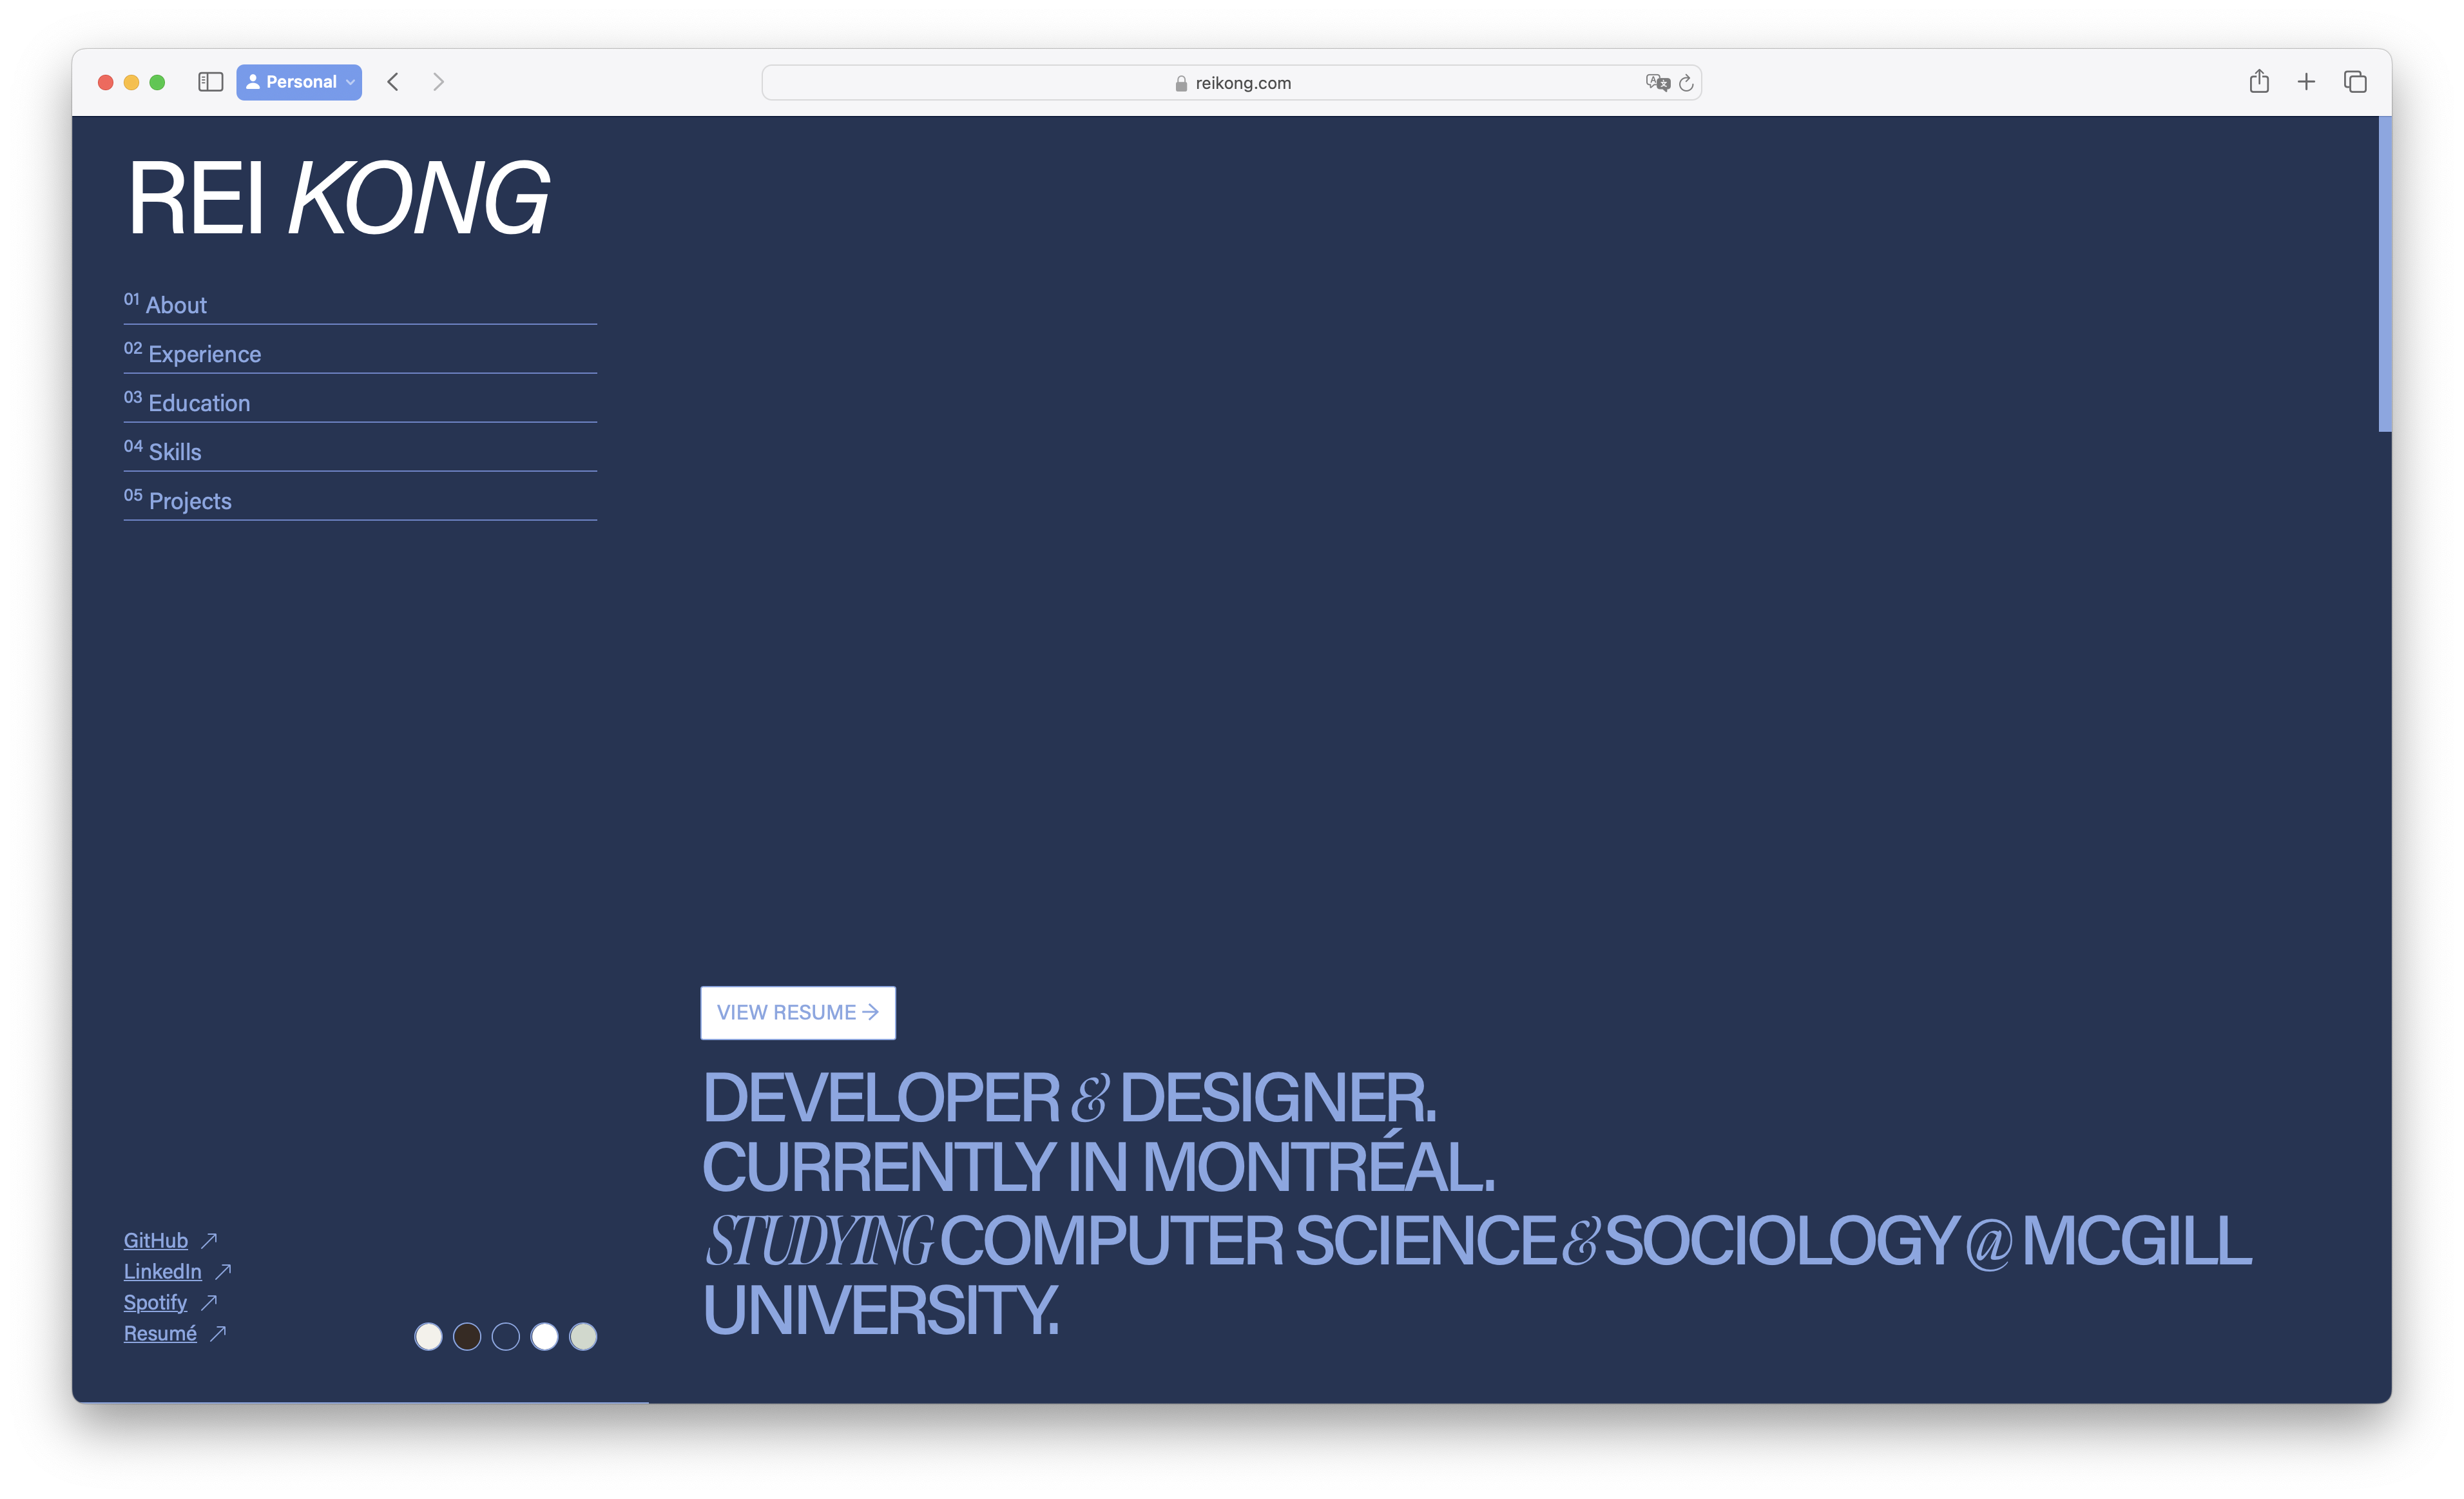 Personal
reikong.com
REI KONG
01 About
02 Experience
03 Education
04 Skills
05 Projects
VIEW RESUME →
DEVELOPER & DESIGNER.
CURRENTLY IN MONTRÉAL.
STUDYING COMPUTER SCIENCE & SOCIOLOGY @ MCGILL
UNIVERSITY.
GitHub ↗
LinkedIn ↗
Spotify ↗
Resumé ↗